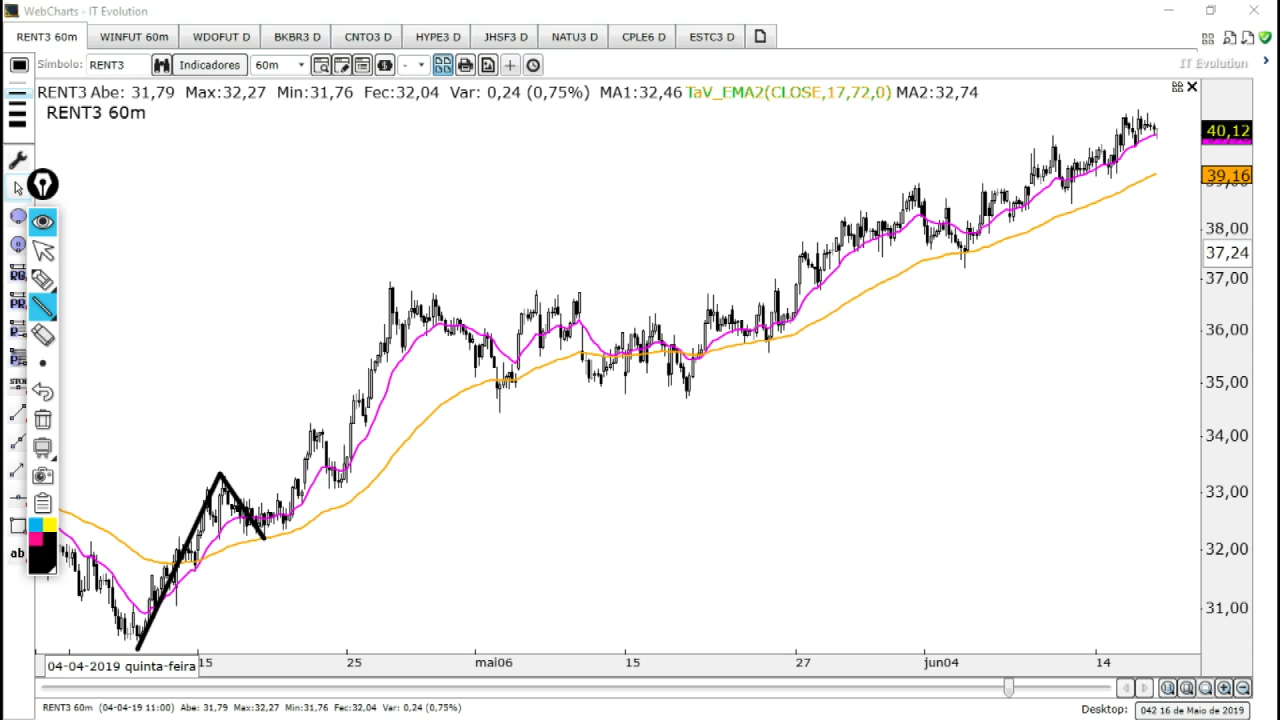 WebCharts - IT Evolution
RENT3 60m WINFUT 60m WDOFUT D BKBR3 D CNTO3 D HYPE3 D JHSF3 D NATU3 D CPLE6 D ESTC3 D
Símbolo: RENT3 Indicadores 60m - IT Evolution
RENT3 Abe: 31,79 Max:32,27 Min:31,76 Fec:32,04 Var: 0,24 (0,75%) MA1:32,46 TaV_EMA2(CLOSE,17,72,0) MA2:32,74
RENT3 60m
40,12
39,16
39,00
38,00
37,24
37,00
36,00
35,00
34,00
33,00
32,00
31,00
RG
PR
P
P
STOP
ab
04-04-2019 quinta-feira 15 25 mai06 15 27 jun04 14
RENT3 60m (04-04-19 11:00) Abe: 31,79 Max:32,27 Min:31,76 Fec:32,04 Var: 0,24 (0,75%) Desktop: 042 16 de Maio de 2019